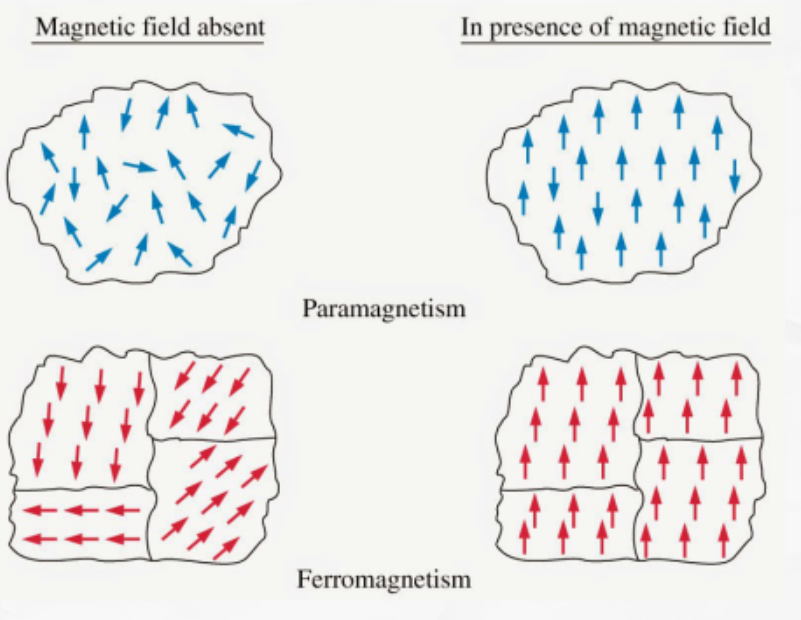 Magnetic field absent
In presence of magnetic field
Paramagnetism
Ferromagnetism